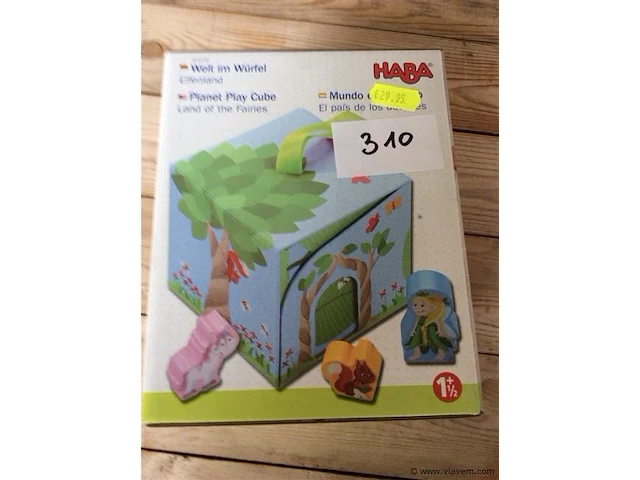 Welt im Würfel
Elfenland
HABA
Planet Play Cube
Land of the Fairies
Mundo
El país de los
€29.95
310
1+
1/2
© www.vlavem.com